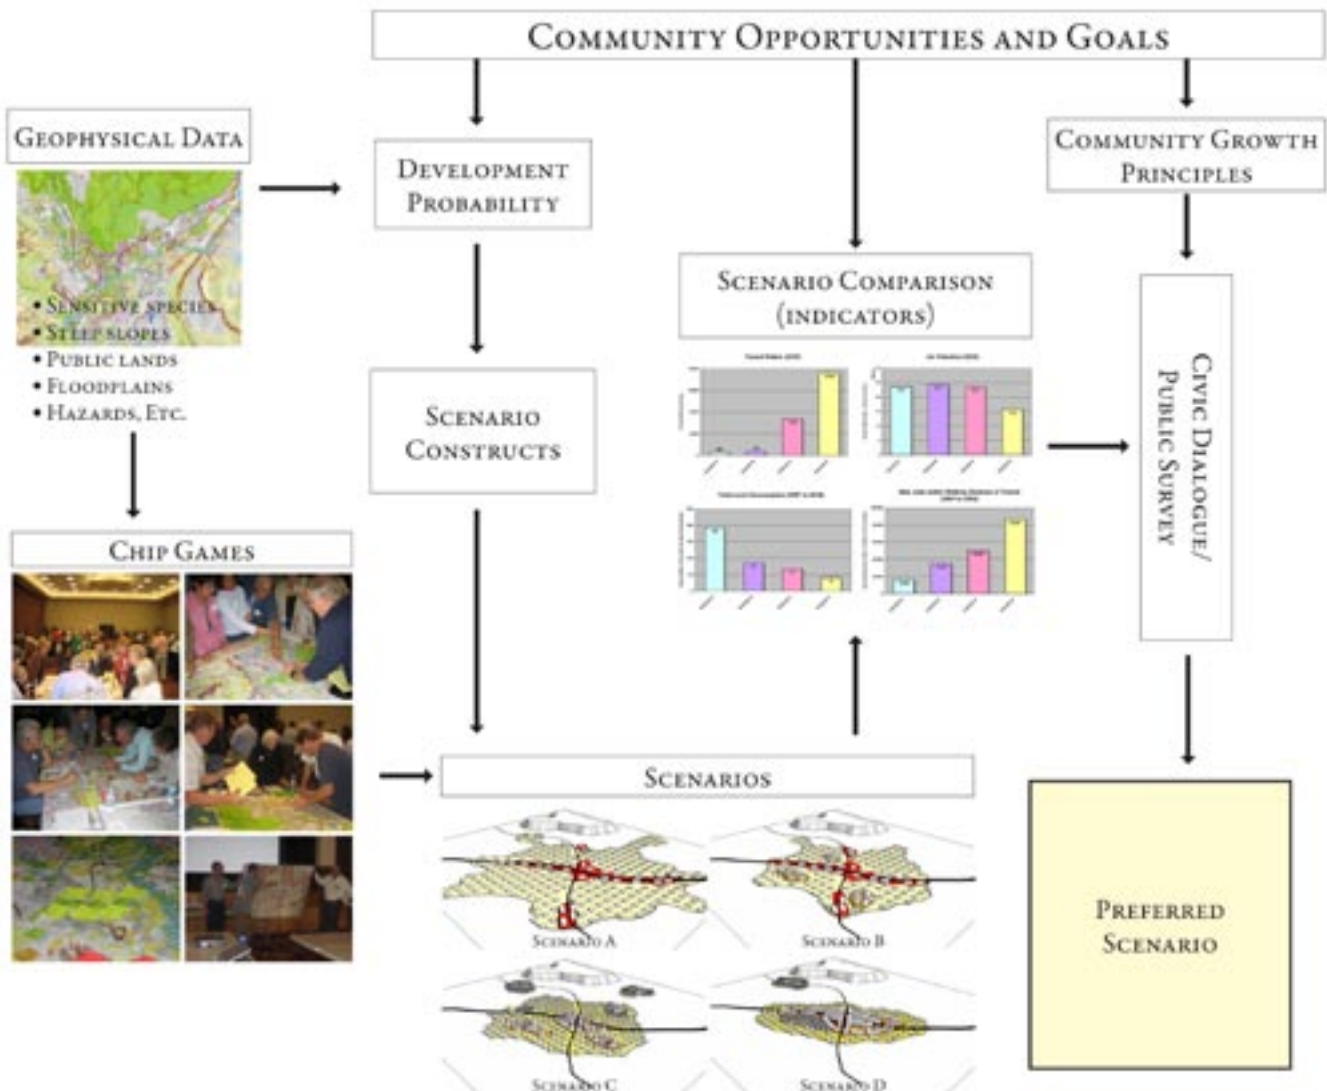 COMMUNITY OPPORTUNITIES AND GOALS
GEOPHYSICAL DATA
• SENSITIVE SPECIES
• STEEP SLOPES
• PUBLIC LANDS
• FLOODPLAINS
• HAZARDS, ETC.
DEVELOPMENT
PROBABILITY
COMMUNITY GROWTH
PRINCIPLES
SCENARIO COMPARISON
(INDICATORS)
SCENARIO
CONSTRUCTS
CIVIC DIALOGUE/
PUBLIC SURVEY
CHIP GAMES
SCENARIOS
SCENARIO A
SCENARIO B
SCENARIO C
SCENARIO D
PREFERRED
SCENARIO